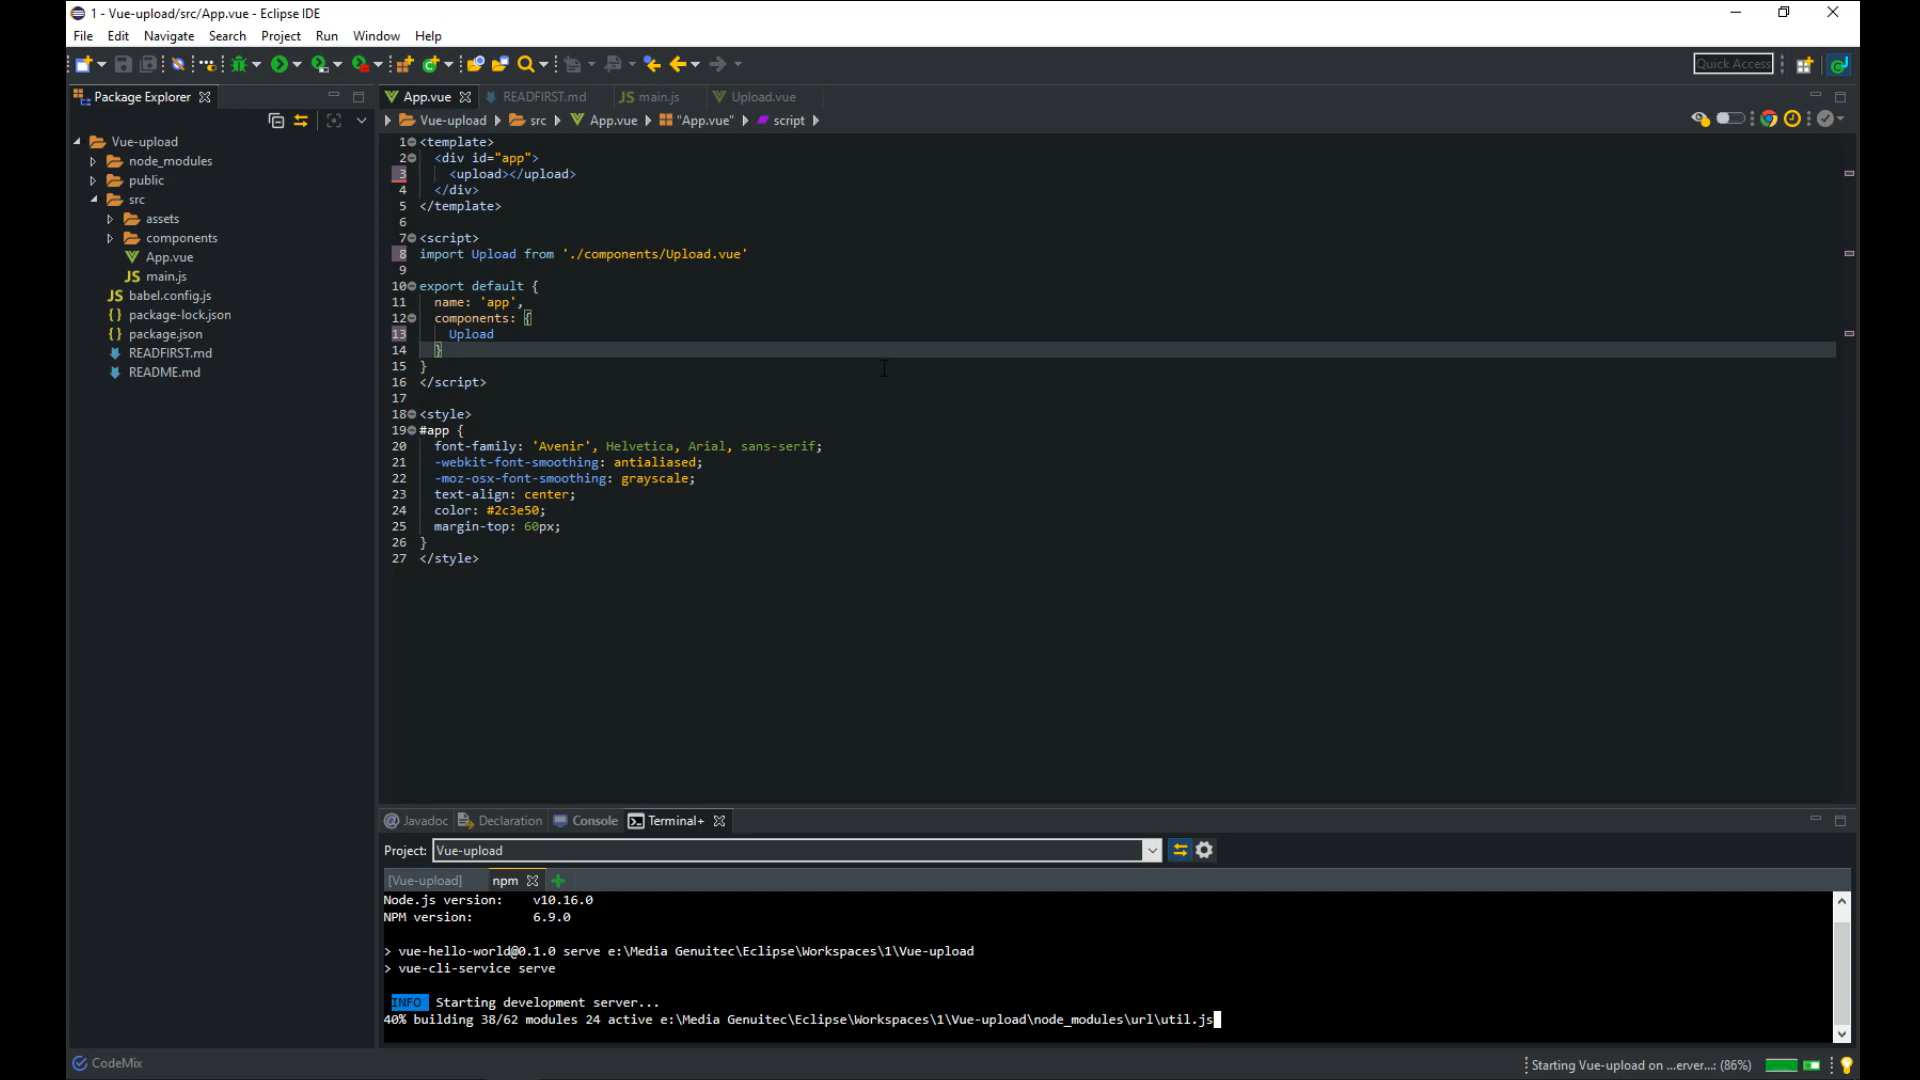 1 - Vue-upload/src/App.vue - Eclipse IDE
File Edit Navigate Search Project Run Window Help
Quick Access
Package Explorer
App.vue READFIRST.md JS main.js Upload.vue
Vue-upload src App.vue "App.vue" script
Vue-upload
node_modules
public
src
assets
components
App.vue
JS main.js
JS babel.config.js
{ } package-lock.json
{ } package.json
READFIRST.md
README.md
1 <template>
2 <div id="app">
3 <upload></upload>
4 </div>
5 </template>
6
7 <script>
8 import Upload from './components/Upload.vue'
9
10 export default {
11 name: 'app',
12 components: {
13 Upload
14 }
15 }
16 </script>
17
18 <style>
19 #app {
20 font-family: 'Avenir', Helvetica, Arial, sans-serif;
21 -webkit-font-smoothing: antialiased;
22 -moz-osx-font-smoothing: grayscale;
23 text-align: center;
24 color: #2c3e50;
25 margin-top: 60px;
26 }
27 </style>
@ Javadoc Declaration Console Terminal+
Project: Vue-upload
[Vue-upload] npm
Node.js version: v10.16.0
NPM version: 6.9.0
> vue-hello-world@0.1.0 serve e:\Media Genuitec\Eclipse\Workspaces\1\Vue-upload
> vue-cli-service serve
INFO Starting development server...
40% building 38/62 modules 24 active e:\Media Genuitec\Eclipse\Workspaces\1\Vue-upload\node_modules\url\util.js
CodeMix
Starting Vue-upload on ...erver...: (86%)